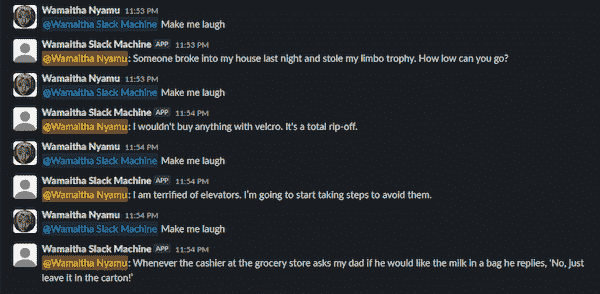 Wamaitha Nyamu 11:53 PM
@Wamaitha Slack Machine Make me laugh
Wamaitha Slack Machine APP 11:53 PM
@Wamaitha Nyamu: Someone broke into my house last night and stole my limbo trophy. How low can you go?
Wamaitha Nyamu 11:53 PM
@Wamaitha Slack Machine Make me laugh
Wamaitha Slack Machine APP 11:54 PM
@Wamaitha Nyamu: I wouldn't buy anything with velcro. It's a total rip-off.
Wamaitha Nyamu 11:54 PM
@Wamaitha Slack Machine Make me laugh
Wamaitha Slack Machine APP 11:54 PM
@Wamaitha Nyamu: I am terrified of elevators. I'm going to start taking steps to avoid them.
Wamaitha Nyamu 11:54 PM
@Wamaitha Slack Machine Make me laugh
Wamaitha Slack Machine APP 11:54 PM
@Wamaitha Nyamu: Whenever the cashier at the grocery store asks my dad if he would like the milk in a bag he replies, 'No, just
leave it in the carton!'